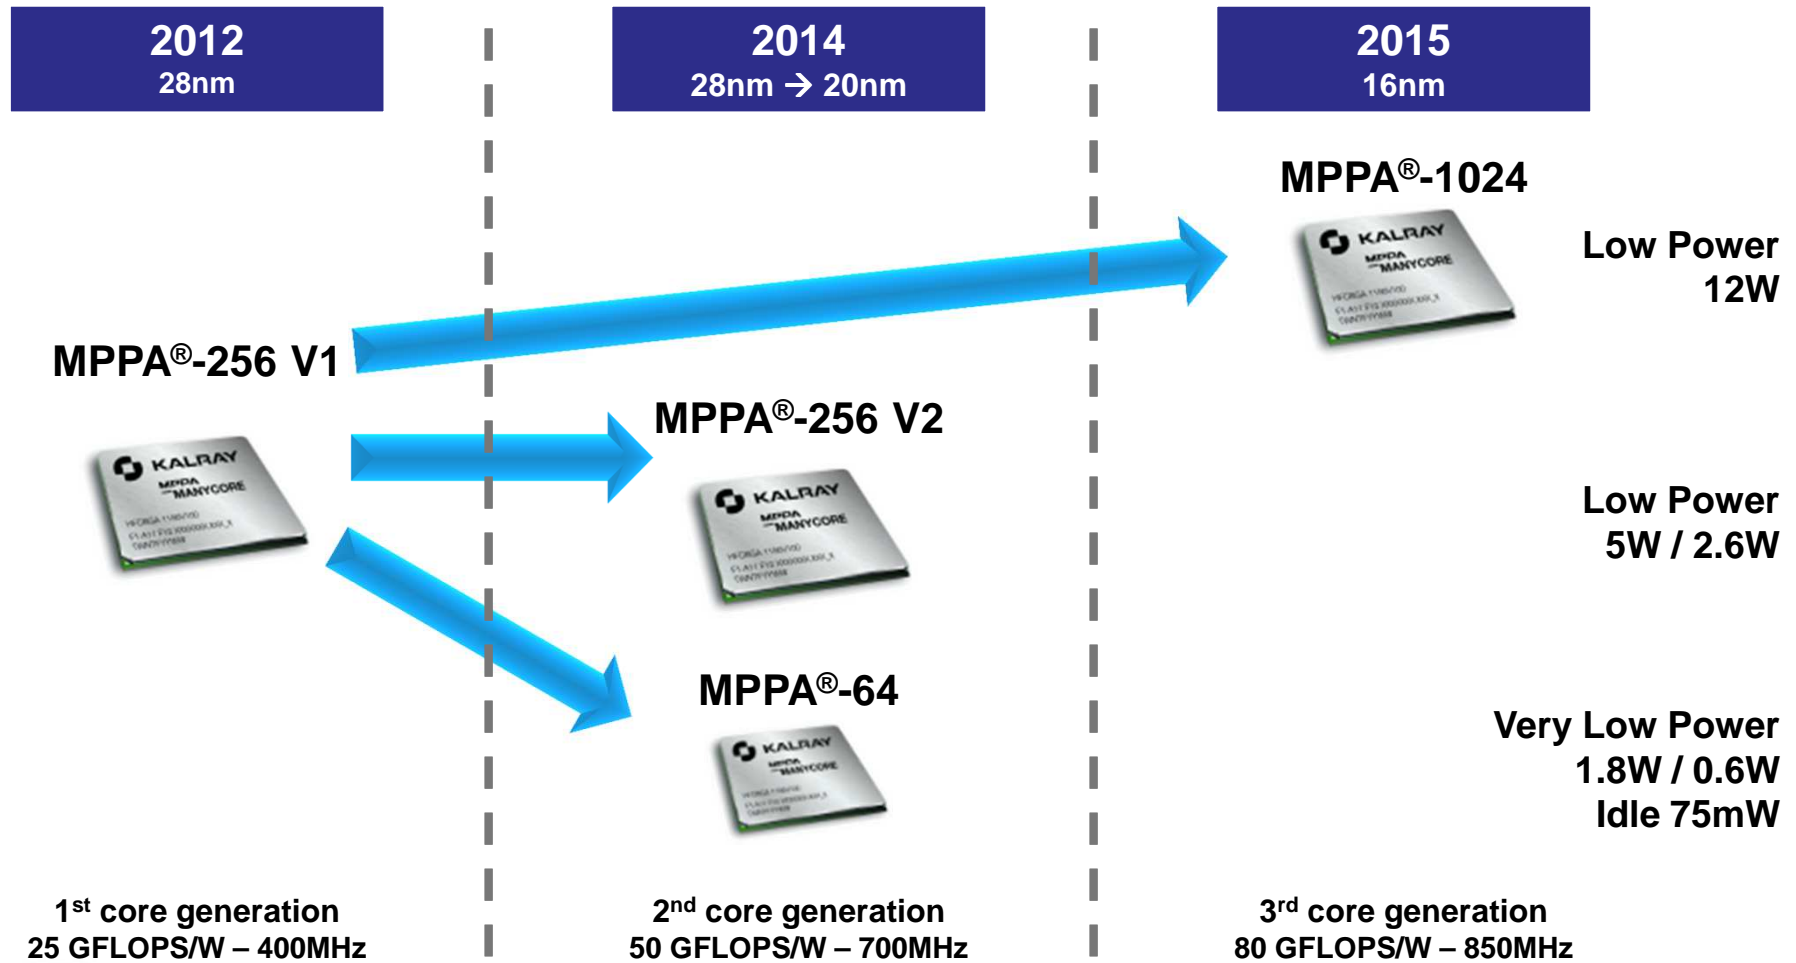 2012
28nm
2014
28nm → 20nm
2015
16nm
MPPA®-1024
KALRAY
MPPA
MANYCORE
Low Power
12W
MPPA®-256 V1
KALRAY
MPPA
MANYCORE
MPPA®-256 V2
KALRAY
MPPA
MANYCORE
Low Power
5W / 2.6W
MPPA®-64
KALRAY
MPPA
MANYCORE
Very Low Power
1.8W / 0.6W
Idle 75mW
1st core generation
25 GFLOPS/W – 400MHz
2nd core generation
50 GFLOPS/W – 700MHz
3rd core generation
80 GFLOPS/W – 850MHz